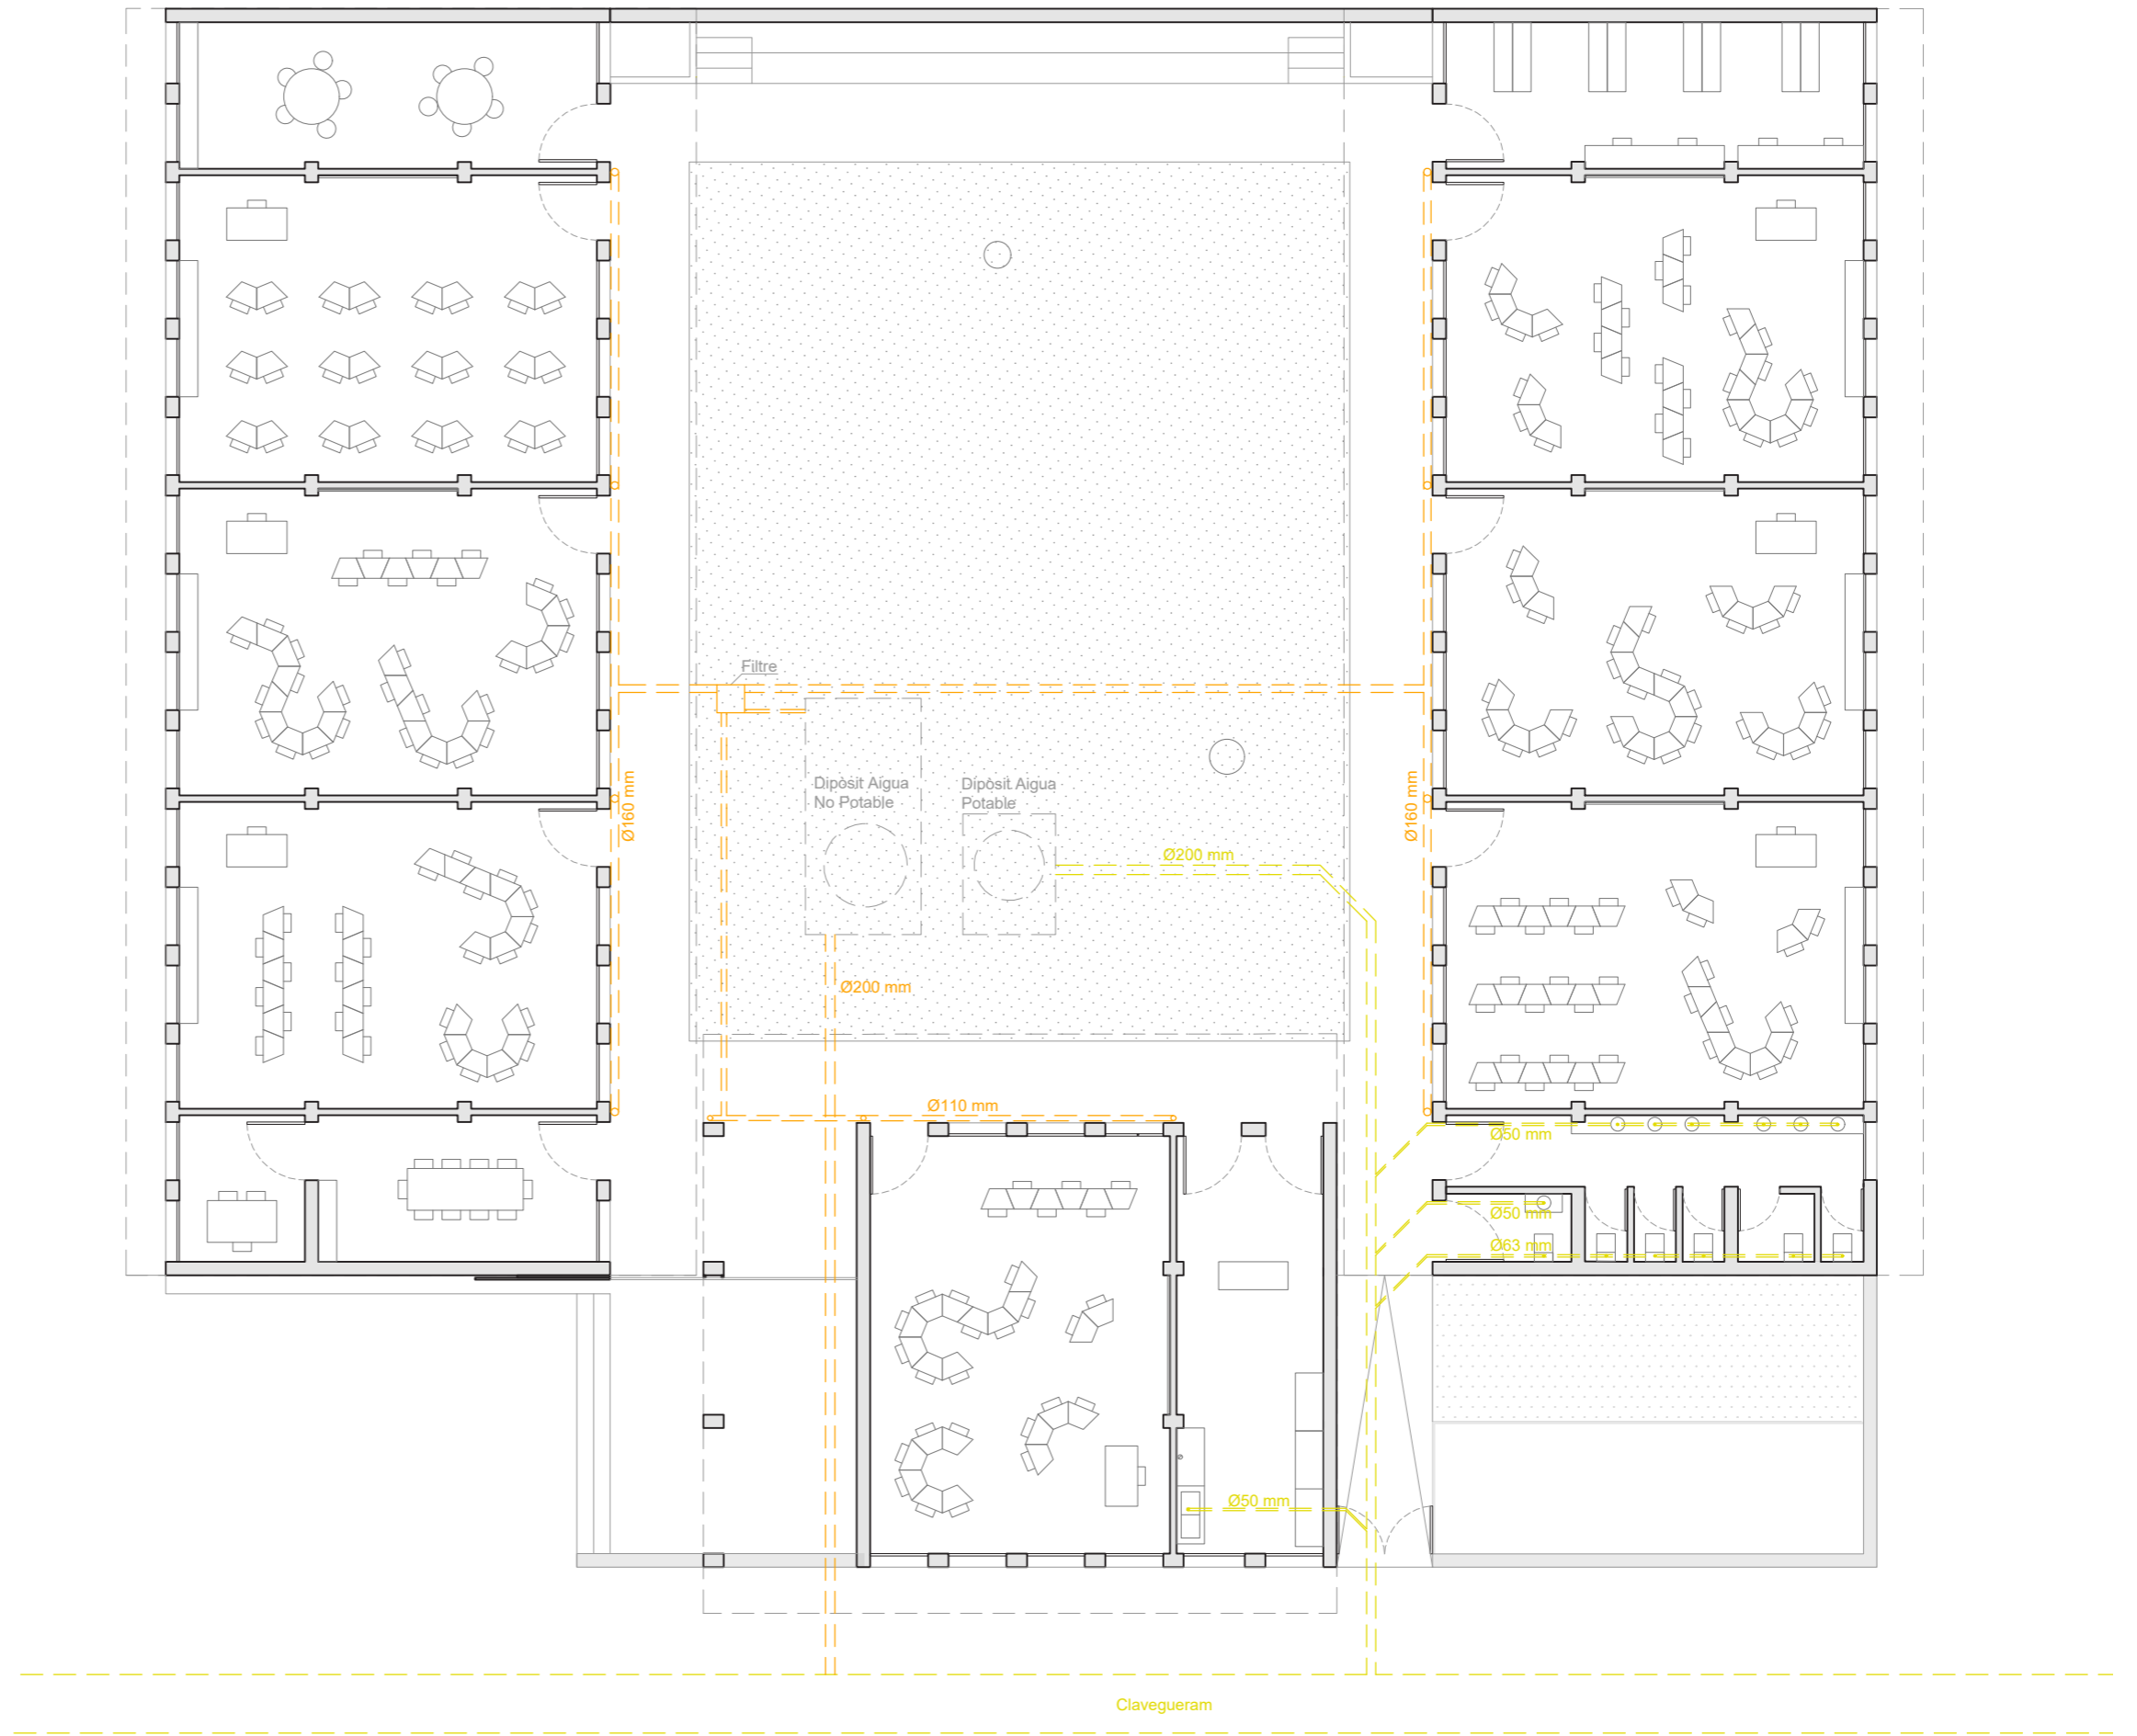 Filtre
Dipòsit Aigua
No Potable
Dipòsit Aigua
Potable
Ø160 mm
Ø160 mm
Ø200 mm
Ø200 mm
Ø110 mm
Ø50 mm
Ø50 mm
Ø63 mm
Ø50 mm
Clavegueram